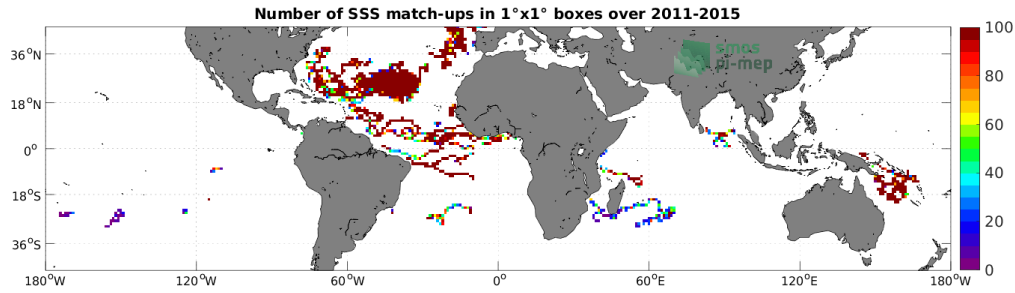 Number of SSS match-ups in 1°x1° boxes over 2011-2015
smos
pi-mep
36°N
18°N
0°
18°S
36°S
180°W
120°W
60°W
0°
60°E
120°E
180°W
100
80
60
40
20
0